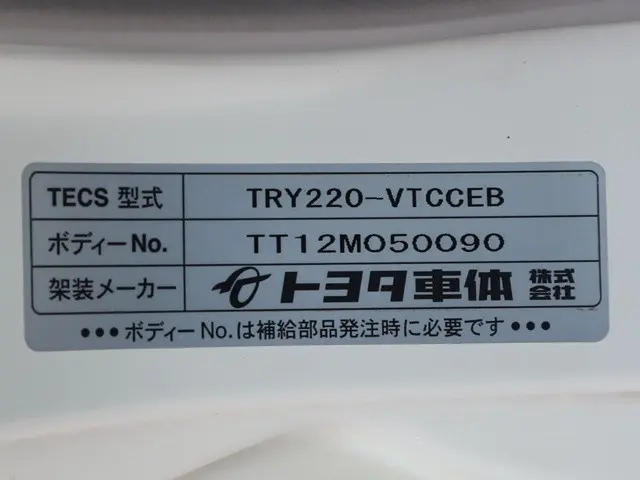 TECS 型式 TRY220-VTCCEB
ボディーNo. TT12M050090
架装メーカー トヨタ車体 株式会社
•••ボディーNo.は補給部品発注時に必要です•••